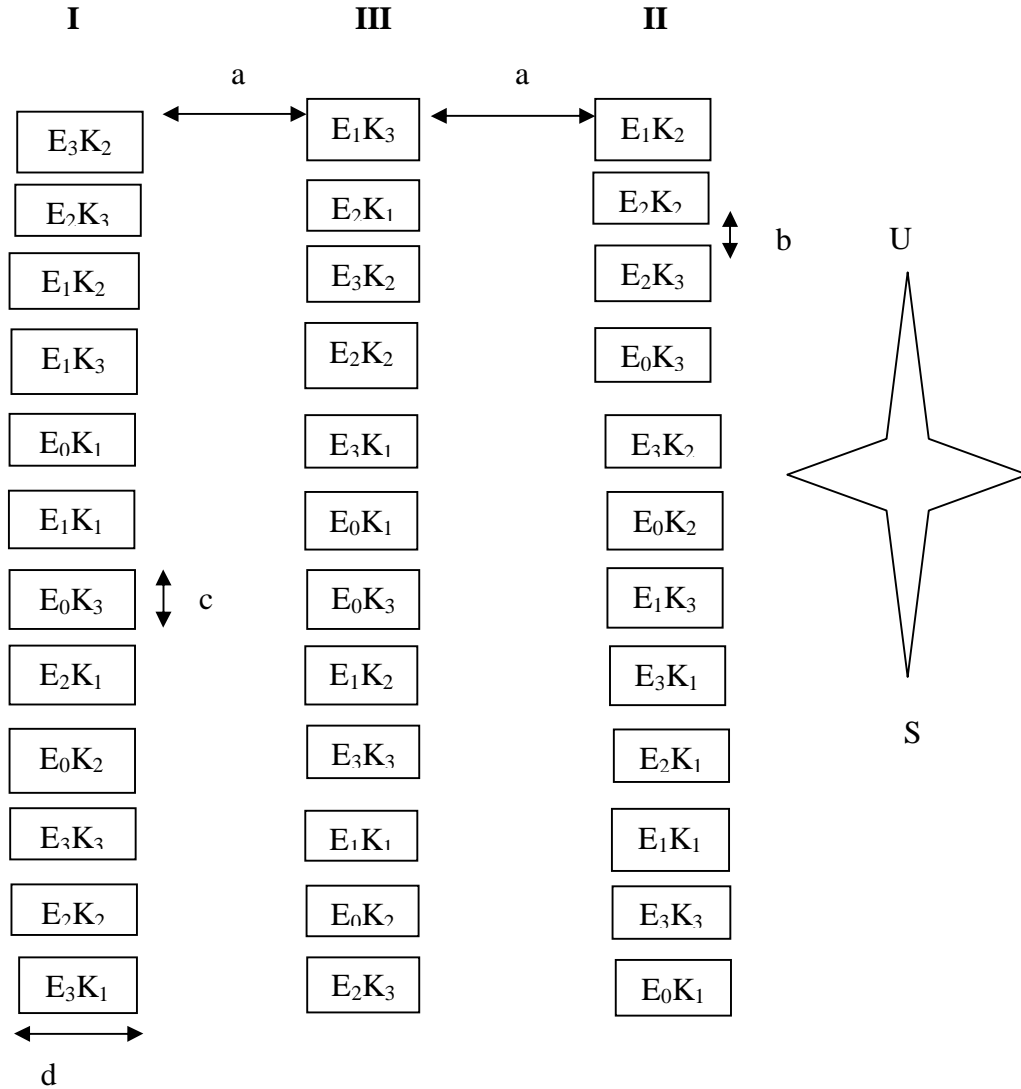 I III II
a a
E₃K₂ E₁K₃ E₁K₂
E₂K₃ E₂K₁ E₂K₂
b U
E₁K₂ E₃K₂ E₂K₃
E₁K₃ E₂K₂ E₀K₃
E₀K₁ E₃K₁ E₃K₂
E₁K₁ E₀K₁ E₀K₂
E₀K₃ c E₀K₃ E₁K₃
E₂K₁ E₁K₂ E₃K₁
S
E₀K₂ E₃K₃ E₂K₁
E₃K₃ E₁K₁ E₁K₁
E₂K₂ E₀K₂ E₃K₃
E₃K₁ E₂K₃ E₀K₁
d